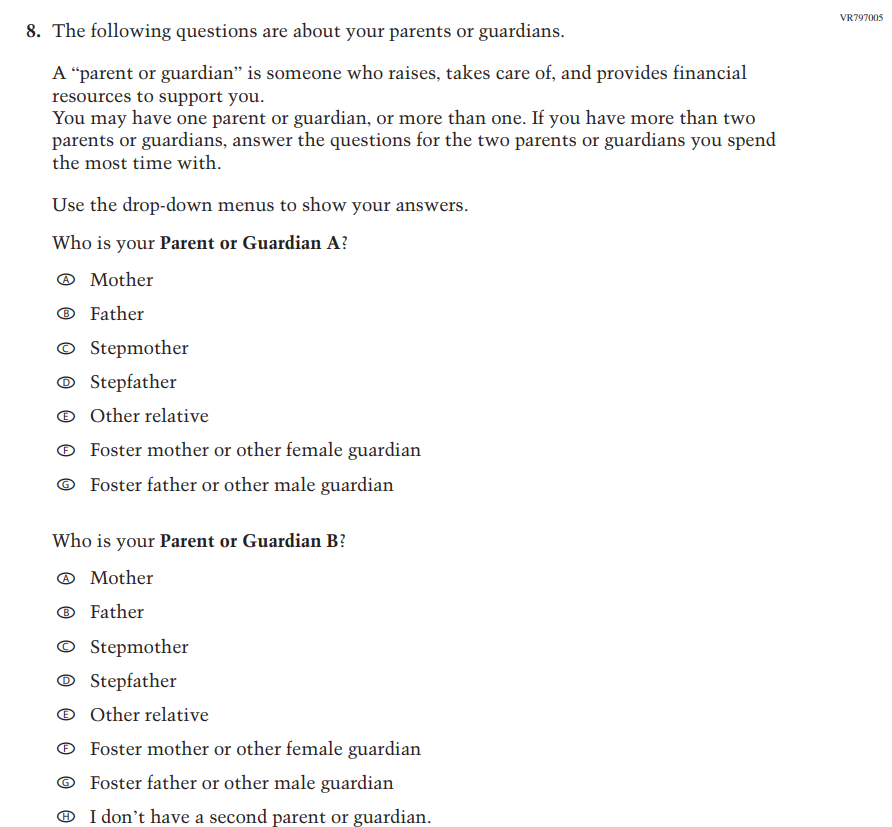 VR797005
8. The following questions are about your parents or guardians.
A “parent or guardian” is someone who raises, takes care of, and provides financial
resources to support you.
You may have one parent or guardian, or more than one. If you have more than two
parents or guardians, answer the questions for the two parents or guardians you spend
the most time with.
Use the drop-down menus to show your answers.
Who is your Parent or Guardian A?
Ⓐ Mother
Ⓑ Father
Ⓒ Stepmother
Ⓓ Stepfather
Ⓔ Other relative
Ⓕ Foster mother or other female guardian
Ⓖ Foster father or other male guardian
Who is your Parent or Guardian B?
Ⓐ Mother
Ⓑ Father
Ⓒ Stepmother
Ⓓ Stepfather
Ⓔ Other relative
Ⓕ Foster mother or other female guardian
Ⓖ Foster father or other male guardian
Ⓗ I don’t have a second parent or guardian.